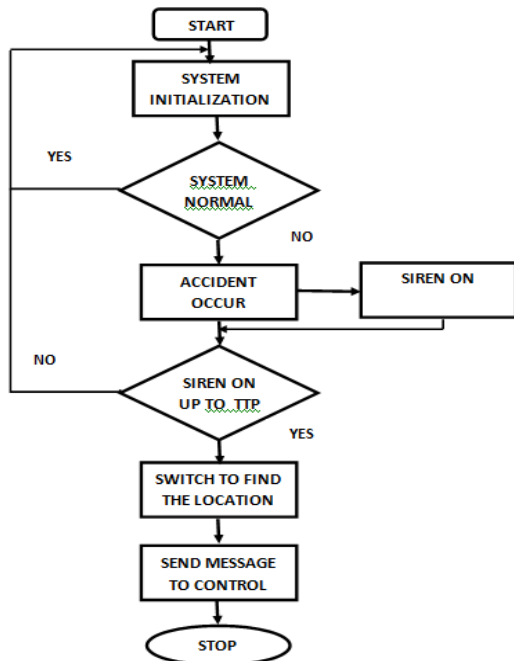 START
SYSTEM
INITIALIZATION
YES
SYSTEM
NORMAL
NO
ACCIDENT
OCCUR
SIREN ON
NO
SIREN ON
UP TO TTP
YES
SWITCH TO FIND
THE LOCATION
SEND MESSAGE
TO CONTROL
STOP